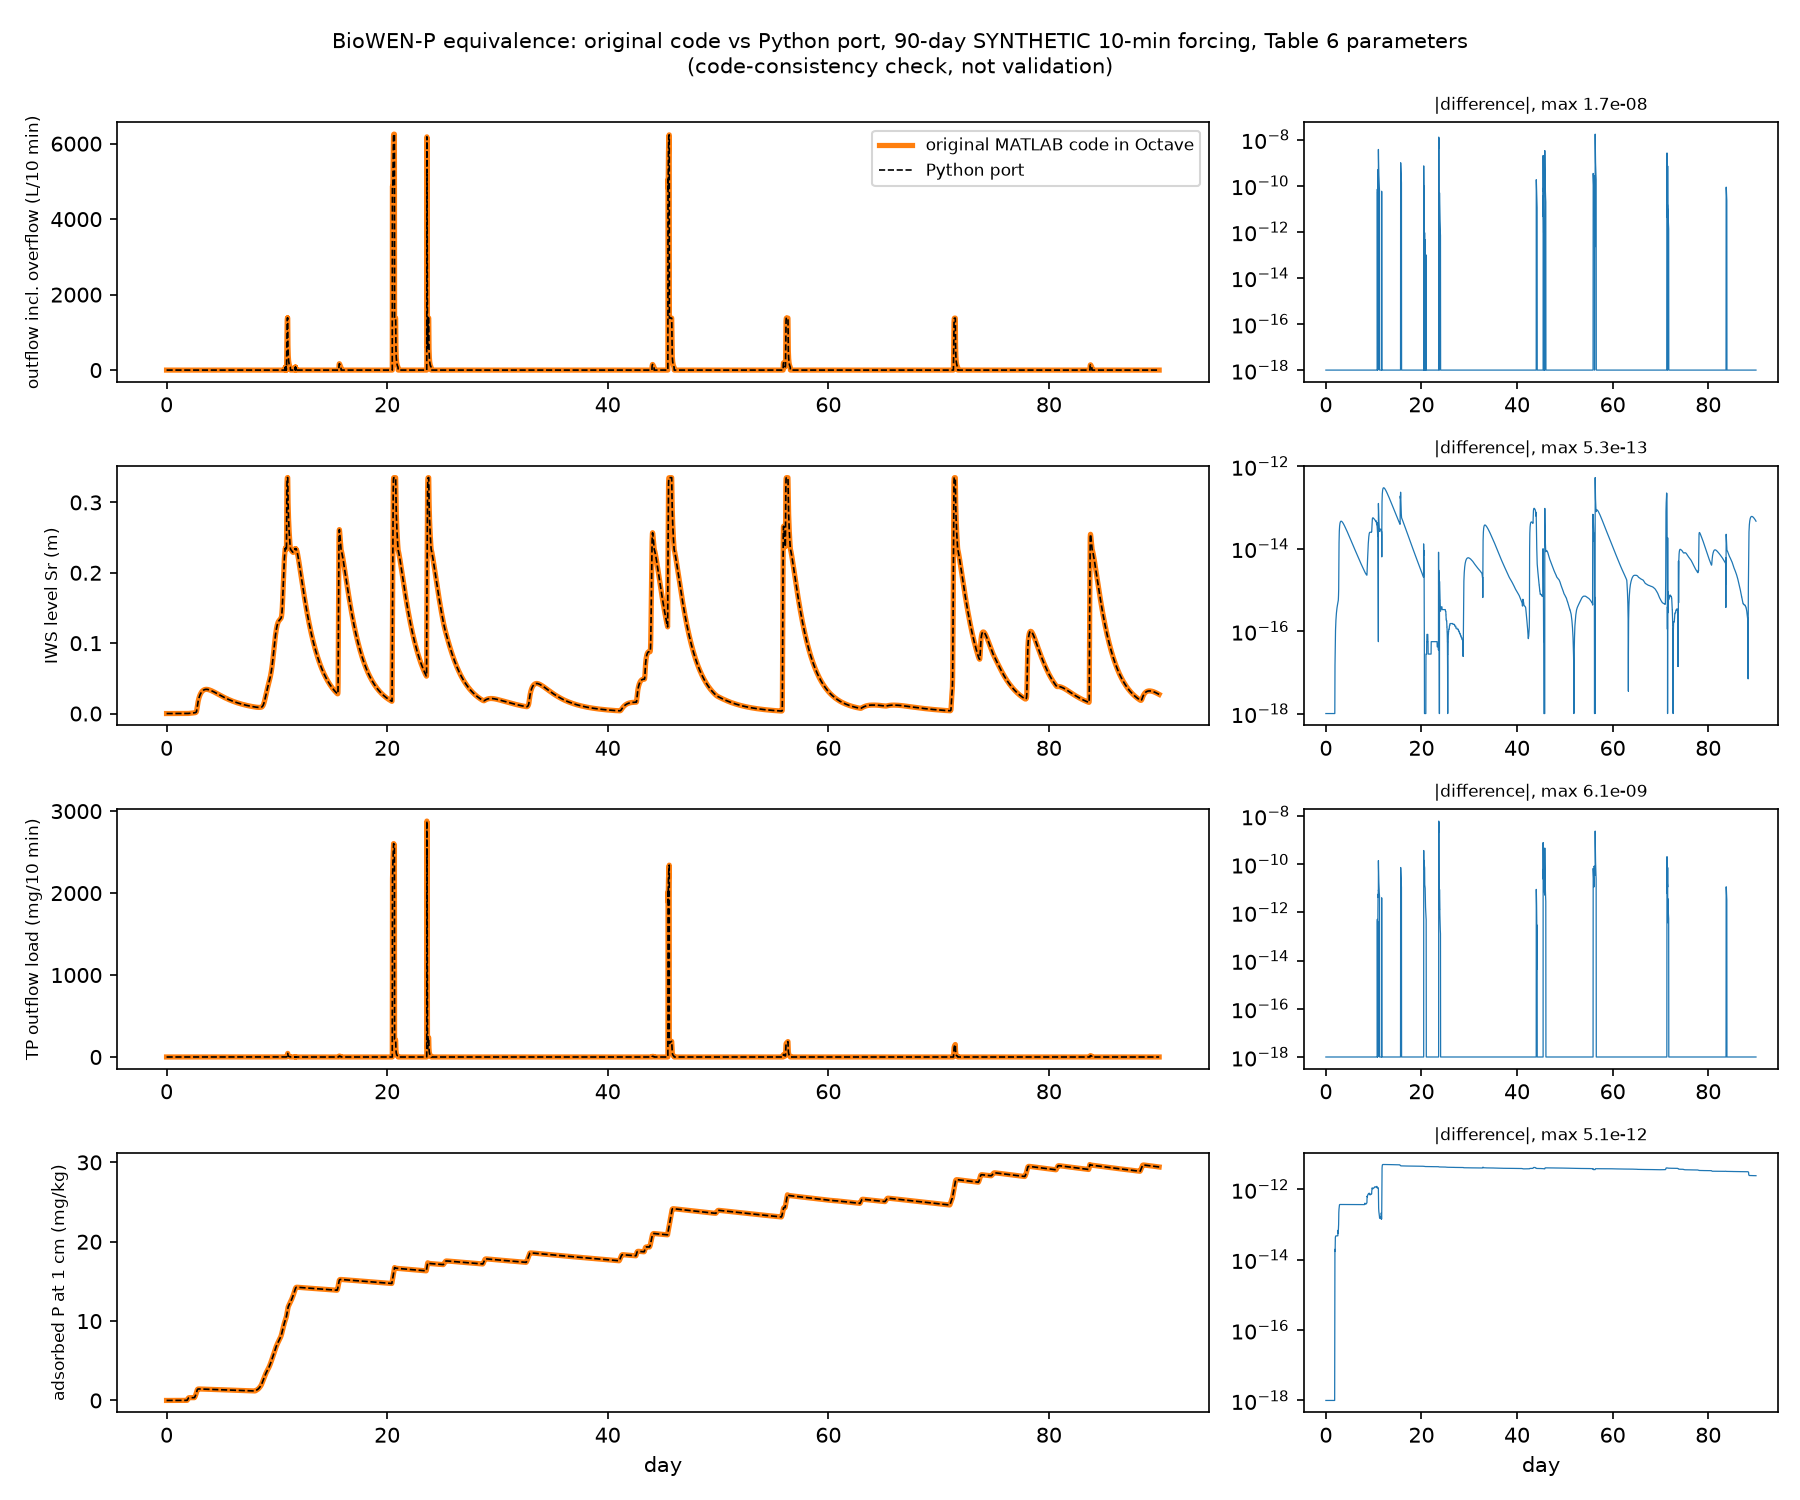 BioWEN-P equivalence: original code vs Python port, 90-day SYNTHETIC 10-min forcing, Table 6 parameters
(code-consistency check, not validation)
outflow incl. overflow (L/10 min)
6000
4000
2000
0
0 20 40 60 80
original MATLAB code in Octave
Python port
|difference|, max 1.7e-08
10⁻⁸
10⁻¹⁰
10⁻¹²
10⁻¹⁴
10⁻¹⁶
10⁻¹⁸
0 20 40 60 80
IWS level Sr (m)
0.3
0.2
0.1
0.0
0 20 40 60 80
|difference|, max 5.3e-13
10⁻¹²
10⁻¹⁴
10⁻¹⁶
10⁻¹⁸
0 20 40 60 80
TP outflow load (mg/10 min)
3000
2000
1000
0
0 20 40 60 80
|difference|, max 6.1e-09
10⁻⁸
10⁻¹⁰
10⁻¹²
10⁻¹⁴
10⁻¹⁶
10⁻¹⁸
0 20 40 60 80
adsorbed P at 1 cm (mg/kg)
30
20
10
0
0 20 40 60 80
day
|difference|, max 5.1e-12
10⁻¹²
10⁻¹⁴
10⁻¹⁶
10⁻¹⁸
0 20 40 60 80
day